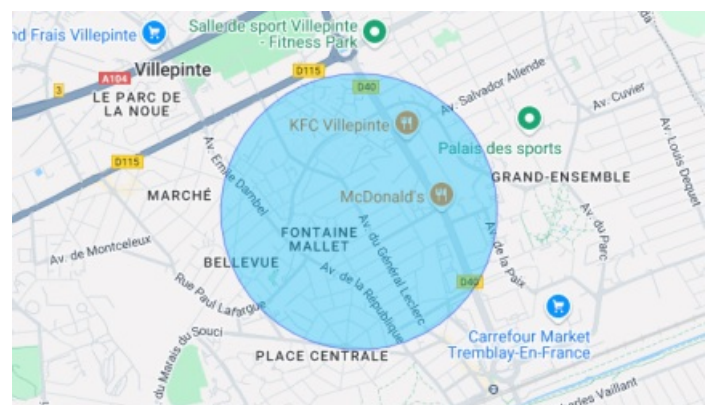 nd Frais Villepinte
Salle de sport Villepinte
- Fitness Park
Villepinte
A104
D115
3
LE PARC DE
LA NOUE
D40
Av. Salvador Allende
Av. Cuvier
KFC Villepinte
Palais des sports
Av. Louis Dequet
D115
Av. Emile Dambel
MARCHÉ
McDonald's
GRAND-ENSEMBLE
FONTAINE
MALLET
Av. du Général Leclerc
Av. de la Paix
Av. du Parc
Av. de Montceleux
BELLEVUE
Av. de la République
D40
Rue Paul Lafargue
du Marais du Souci
PLACE CENTRALE
Carrefour Market
Tremblay-En-France
Charles Vaillant